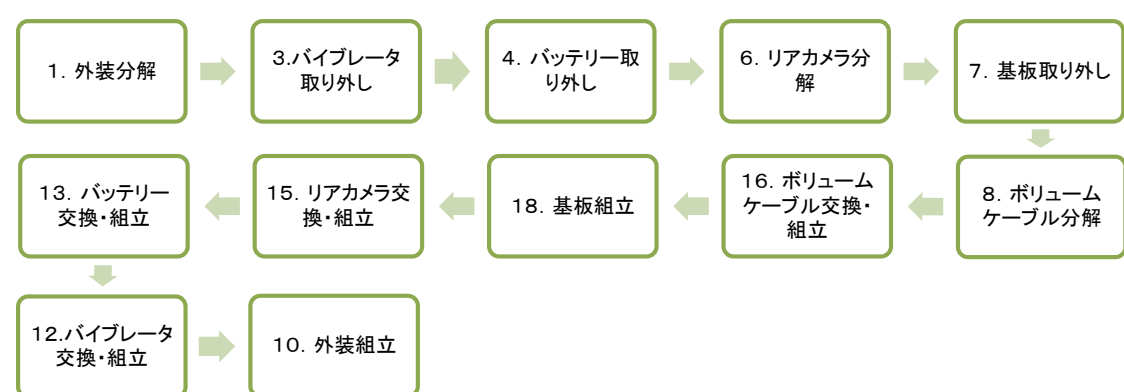 1. 外装分解
3.バイブレータ
取り外し
4. バッテリー取
り外し
6. リアカメラ分
解
7. 基板取り外し
8. ボリューム
ケーブル分解
16. ボリューム
ケーブル交換・
組立
18. 基板組立
15. リアカメラ交
換・組立
13. バッテリー
交換・組立
12.バイブレータ
交換・組立
10. 外装組立